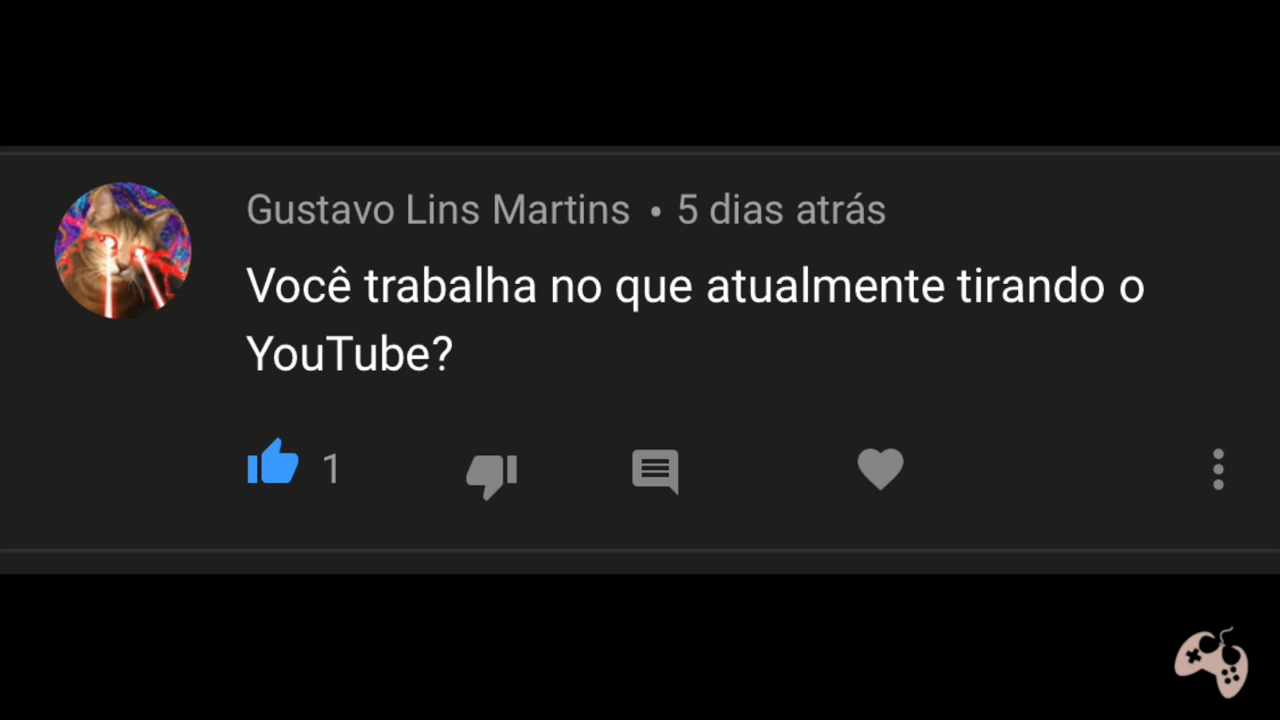 Gustavo Lins Martins • 5 dias atrás
Você trabalha no que atualmente tirando o
YouTube?
1